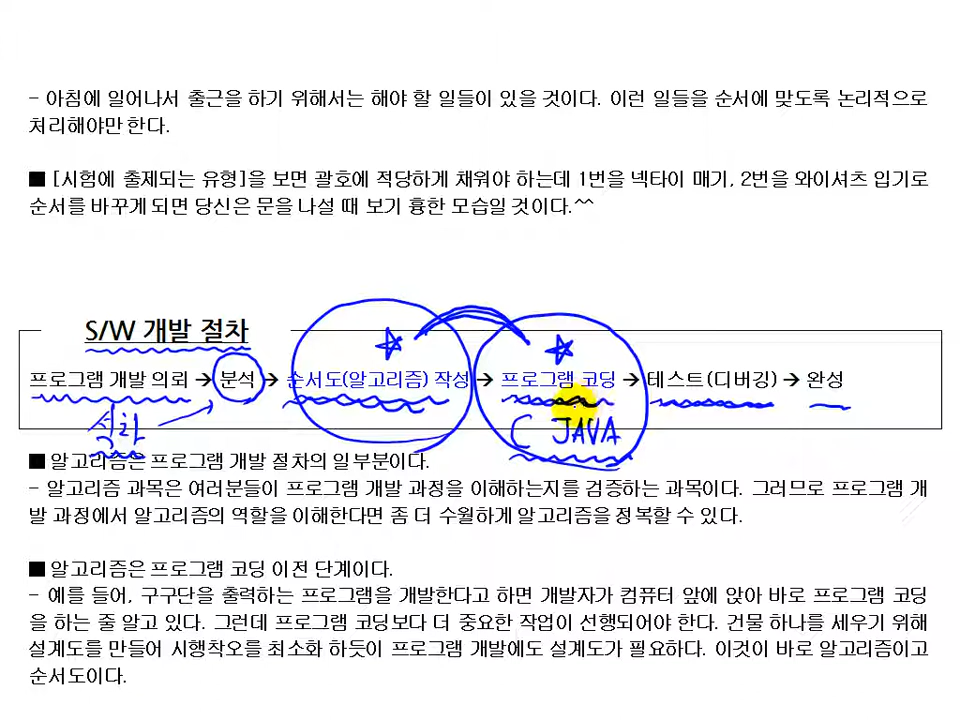 - 아침에 일어나서 출근을 하기 위해서는 해야 할 일들이 있을 것이다. 이런 일들을 순서에 맞도록 논리적으로
처리해야만 한다.
■ [시험에 출제되는 유형]을 보면 괄호에 적당하게 채워야 하는데 1번을 넥타이 매기, 2번을 와이셔츠 입기로
순서를 바꾸게 되면 당신은 문을 나설 때 보기 흉한 모습일 것이다.^^
S/W 개발 절차
프로그램 개발 의뢰 → 분석 → 순서도(알고리즘) 작성 → 프로그램 코딩 → 테스트(디버깅) → 완성
C JAVA
■ 알고리즘은 프로그램 개발 절차의 일부분이다.
- 알고리즘 과목은 여러분들이 프로그램 개발 과정을 이해하는지를 검증하는 과목이다. 그러므로 프로그램 개
발 과정에서 알고리즘의 역할을 이해한다면 좀 더 수월하게 알고리즘을 정복할 수 있다.
■ 알고리즘은 프로그램 코딩 이전 단계이다.
- 예를 들어, 구구단을 출력하는 프로그램을 개발한다고 하면 개발자가 컴퓨터 앞에 앉아 바로 프로그램 코딩
을 하는 줄 알고 있다. 그런데 프로그램 코딩보다 더 중요한 작업이 선행되어야 한다. 건물 하나를 세우기 위해
설계도를 만들어 시행착오를 최소화 하듯이 프로그램 개발에도 설계도가 필요하다. 이것이 바로 알고리즘이고
순서도이다.